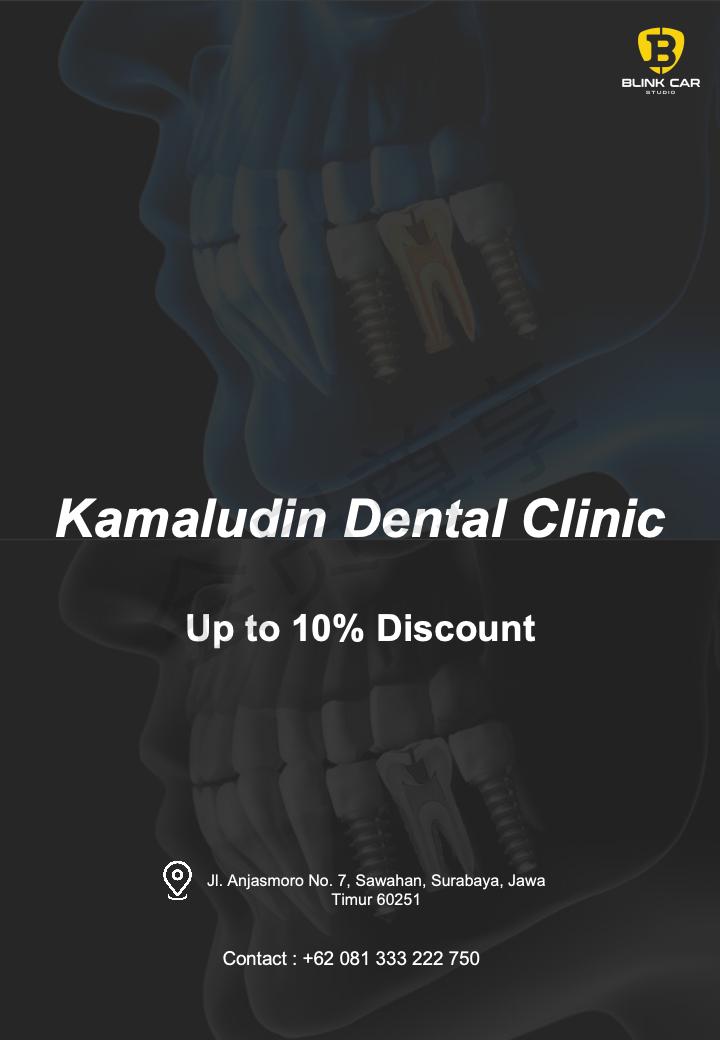 BLINK CAR
STUDIO
Kamaludin Dental Clinic
Up to 10% Discount
Jl. Anjasmoro No. 7, Sawahan, Surabaya, Jawa
Timur 60251
Contact : +62 081 333 222 750